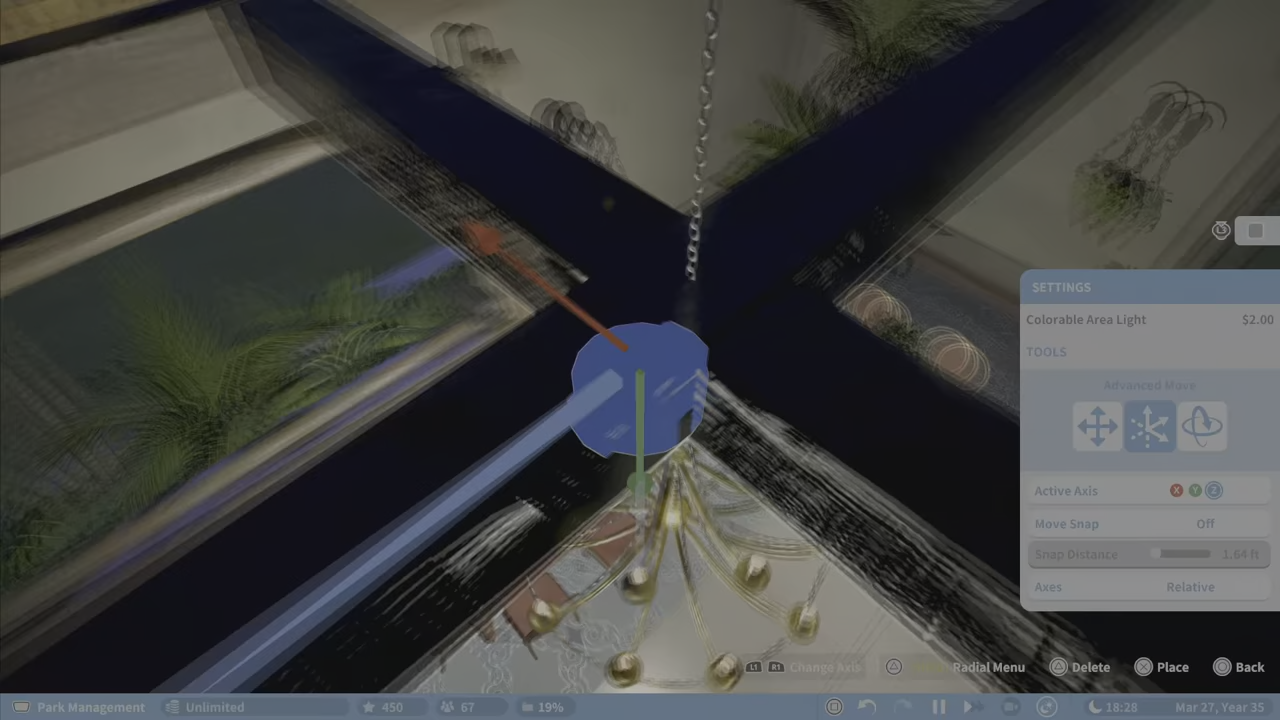 SETTINGS
Colorable Area Light $2.00
TOOLS
Advanced Move
Active Axis X Y Z
Move Snap Off
Snap Distance 1.64 ft
Axes Relative
L1 R1 Change Axis Radial Menu Delete Place Back
Park Management Unlimited 450 67 19% 18:28 Mar 27, Year 35